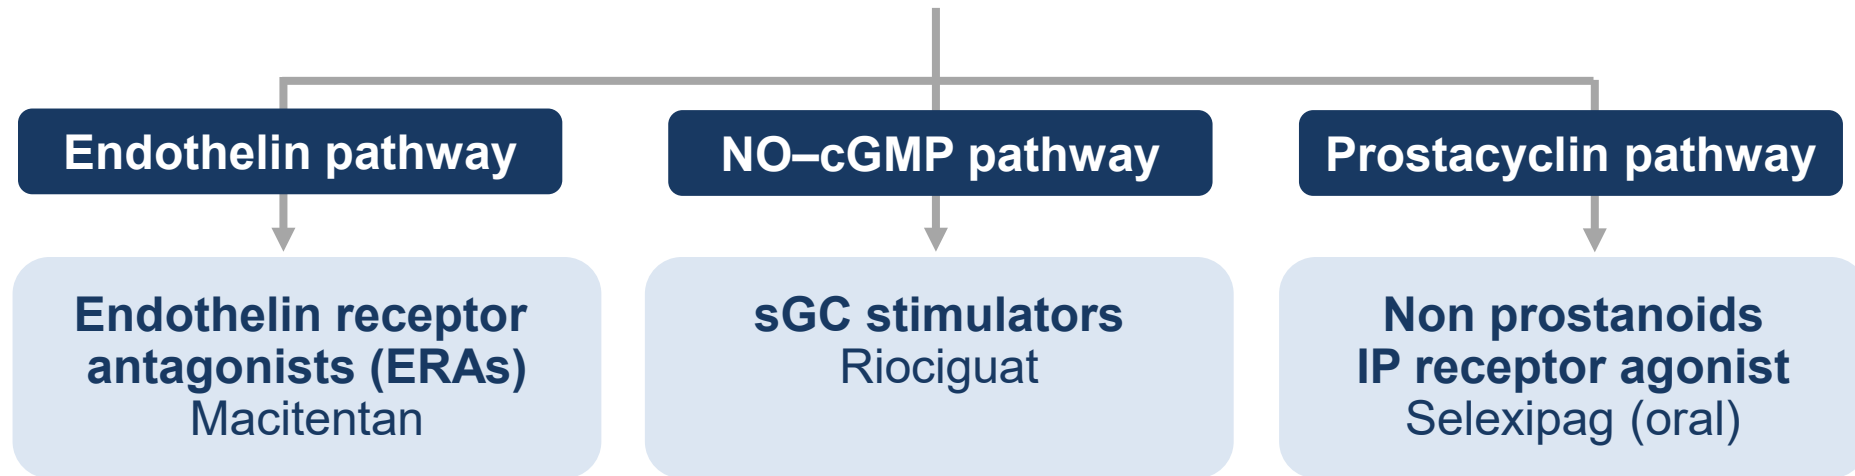 Endothelin pathway
NO–cGMP pathway
Prostacyclin pathway
Endothelin receptor
antagonists (ERAs)
Macitentan
sGC stimulators
Riociguat
Non prostanoids
IP receptor agonist
Selexipag (oral)